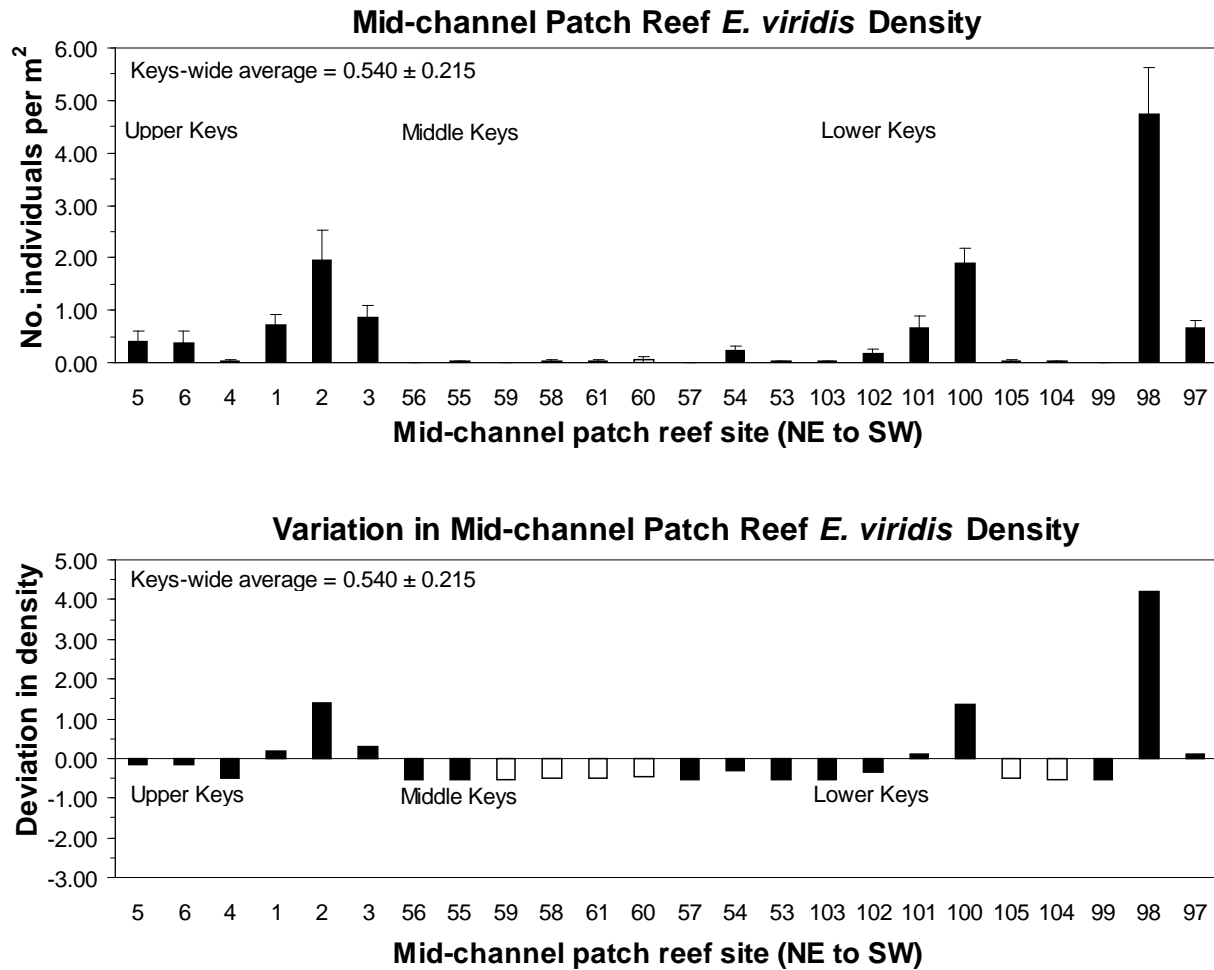 Mid-channel Patch Reef E. viridis Density
Keys-wide average = 0.540 ± 0.215
Upper Keys
Middle Keys
Lower Keys
No. individuals per m²
6.00
5.00
4.00
3.00
2.00
1.00
0.00
5 6 4 1 2 3 56 55 59 58 61 60 57 54 53 103 102 101 100 105 104 99 98 97
Mid-channel patch reef site (NE to SW)
Variation in Mid-channel Patch Reef E. viridis Density
Keys-wide average = 0.540 ± 0.215
Upper Keys
Middle Keys
Lower Keys
Deviation in density
5.00
4.00
3.00
2.00
1.00
0.00
-1.00
-2.00
-3.00
5 6 4 1 2 3 56 55 59 58 61 60 57 54 53 103 102 101 100 105 104 99 98 97
Mid-channel patch reef site (NE to SW)